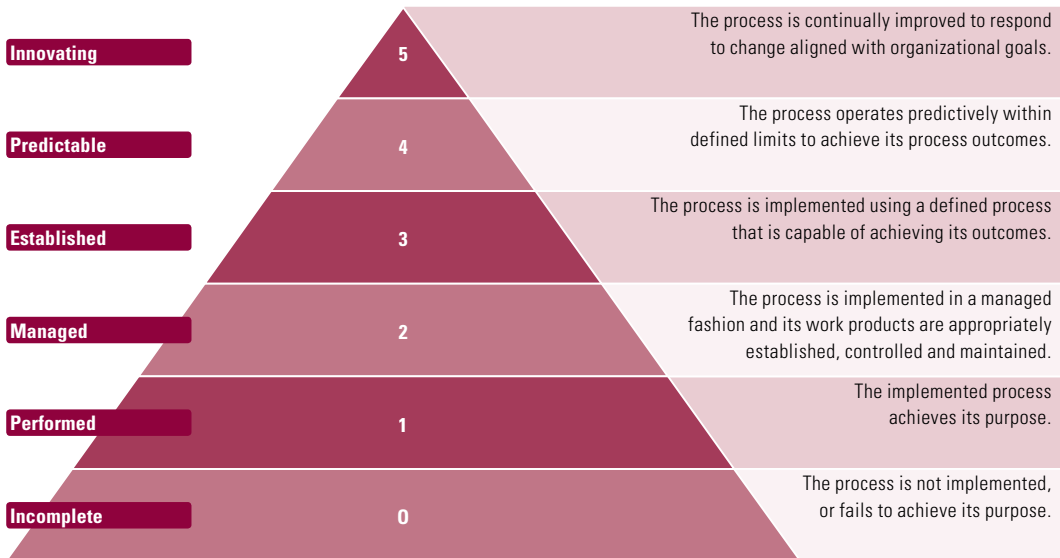 Innovating
5
The process is continually improved to respond
to change aligned with organizational goals.
Predictable
4
The process operates predictively within
defined limits to achieve its process outcomes.
Established
3
The process is implemented using a defined process
that is capable of achieving its outcomes.
Managed
2
The process is implemented in a managed
fashion and its work products are appropriately
established, controlled and maintained.
Performed
1
The implemented process
achieves its purpose.
Incomplete
0
The process is not implemented,
or fails to achieve its purpose.